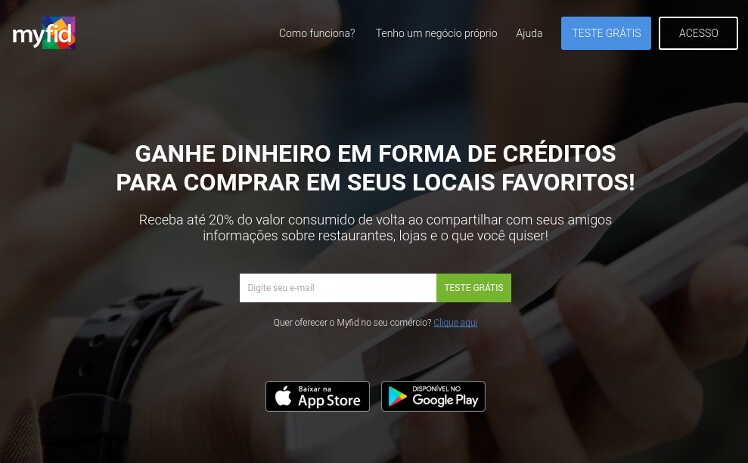 myfid
Como funciona?
Tenho um negócio próprio
Ajuda
TESTE GRÁTIS
ACESSO
GANHE DINHEIRO EM FORMA DE CRÉDITOS
PARA COMPRAR EM SEUS LOCAIS FAVORITOS!
Receba até 20% do valor consumido de volta ao compartilhar com seus amigos
informações sobre restaurantes, lojas e o que você quiser!
Digite seu e-mail
TESTE GRÁTIS
Quer oferecer o Myfid no seu comércio? Clique aqui
Baixar na
App Store
DISPONÍVEL NO
Google Play